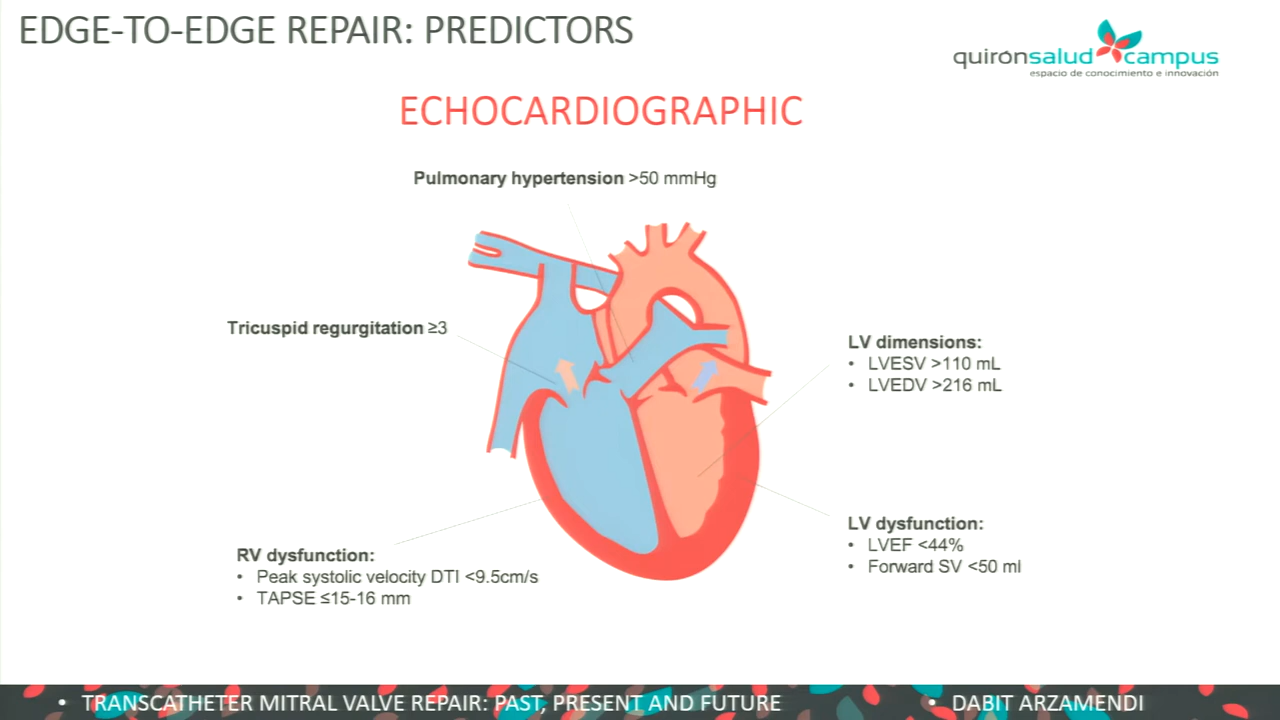 EDGE-TO-EDGE REPAIR: PREDICTORS
quirónsalud campus
espacio de conocimiento e innovación
ECHOCARDIOGRAPHIC
Pulmonary hypertension >50 mmHg
Tricuspid regurgitation ≥3
LV dimensions:
• LVESV >110 mL
• LVEDV >216 mL
LV dysfunction:
• LVEF <44%
• Forward SV <50 ml
RV dysfunction:
• Peak systolic velocity DTI <9.5cm/s
• TAPSE ≤15-16 mm
• TRANSCATHETER MITRAL VALVE REPAIR: PAST, PRESENT AND FUTURE
• DABIT ARZAMENDI